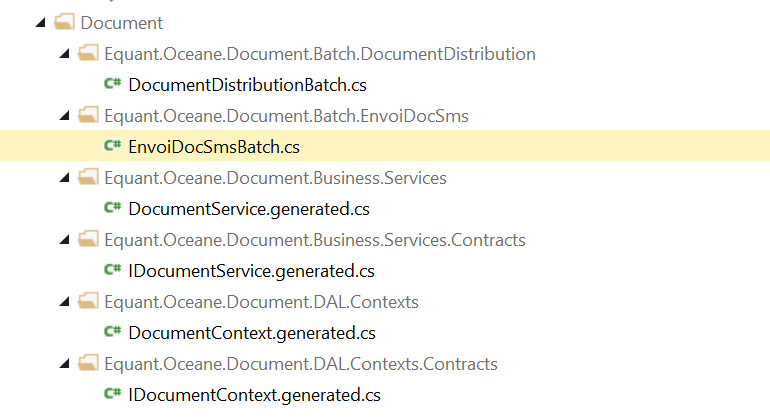 Document
Equant.Oceane.Document.Batch.DocumentDistribution
C# DocumentDistributionBatch.cs
Equant.Oceane.Document.Batch.EnvoiDocSms
C# EnvoiDocSmsBatch.cs
Equant.Oceane.Document.Business.Services
C# DocumentService.generated.cs
Equant.Oceane.Document.Business.Services.Contracts
C# IDocumentService.generated.cs
Equant.Oceane.Document.DAL.Contexts
C# DocumentContext.generated.cs
Equant.Oceane.Document.DAL.Contexts.Contracts
C# IDocumentContext.generated.cs